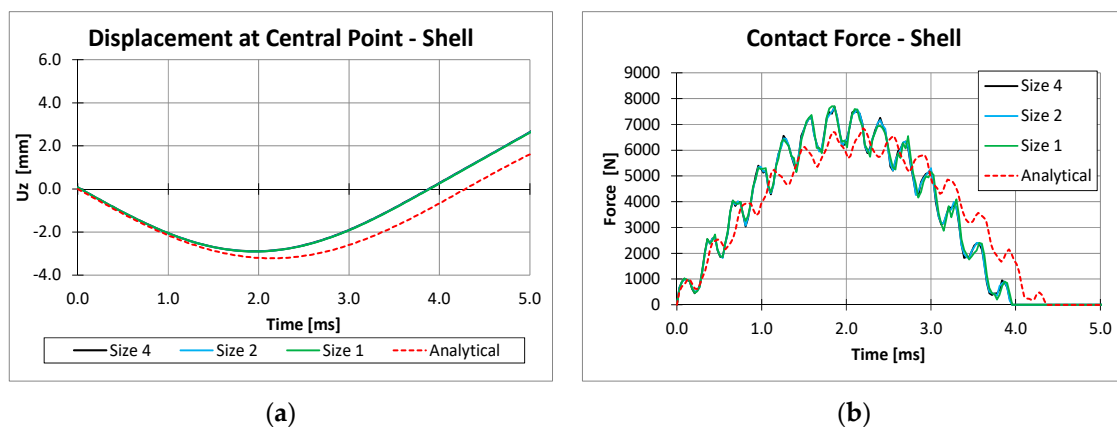 Displacement at Central Point - Shell
6.0
4.0
2.0
0.0
-2.0
-4.0
Uz [mm]
0.0 1.0 2.0 3.0 4.0 5.0
Time [ms]
Size 4 Size 2 Size 1 Analytical
(a)
Contact Force - Shell
9000
8000
7000
6000
5000
4000
3000
2000
1000
0
Force [N]
0.0 1.0 2.0 3.0 4.0 5.0
Time [ms]
Size 4
Size 2
Size 1
Analytical
(b)